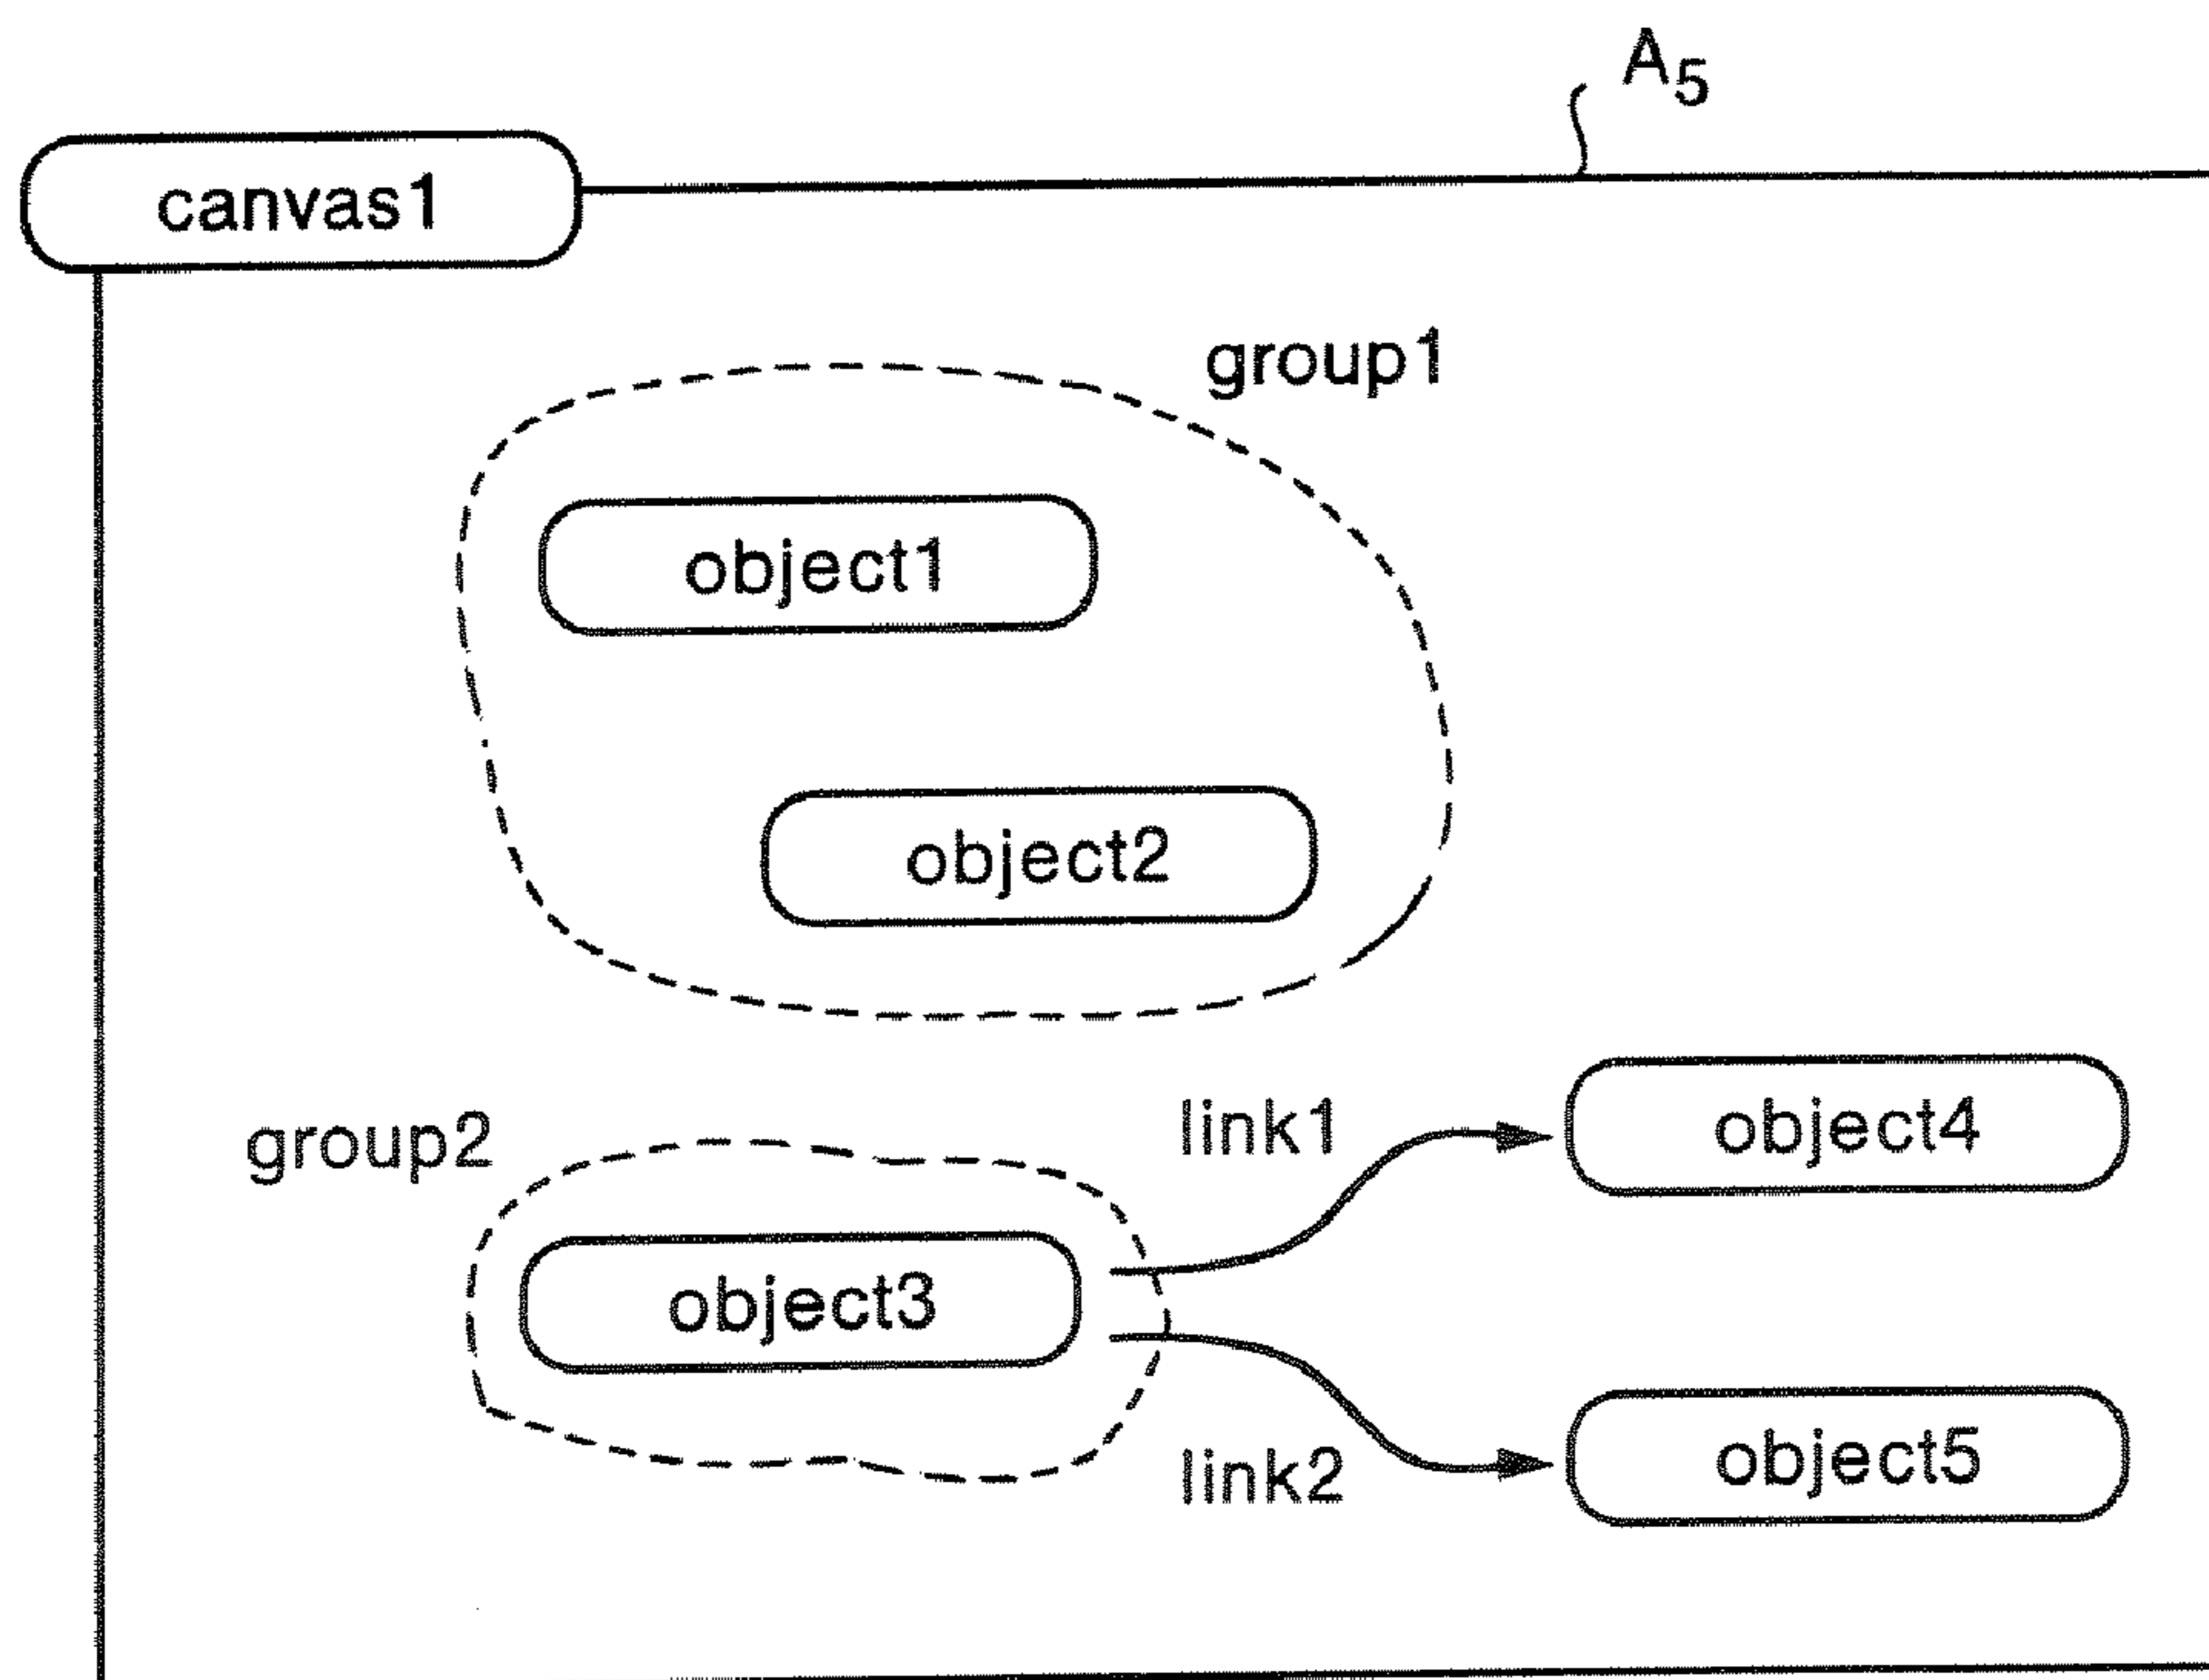 A5
canvas1
group1
object1
object2
group2
link1
object4
object3
link2
object5